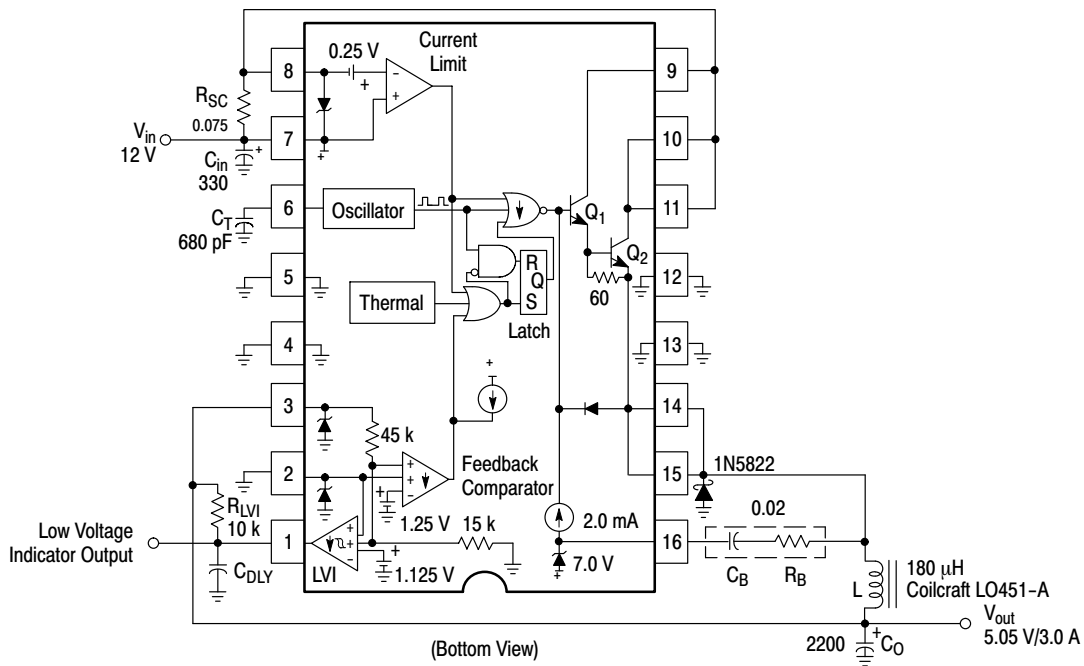 Current
Limit
0.25 V
+
−
+
8
9
R_SC
0.075
V_in
12 V
7
+
10
C_in
330
+
6
Oscillator
Q_1
11
C_T
680 pF
Q_2
R
Q
S
5
60
12
Thermal
Latch
4
13
+
3
14
45 k
2
+
+
−
+
Feedback
Comparator
15
1N5822
R_LVI
10 k
1.25 V
15 k
2.0 mA
0.02
Low Voltage
Indicator Output
1
+
+
−
+
16
C_DLY
LVI
1.125 V
7.0 V
+
C_B
R_B
L
180 μH
Coilcraft LO451−A
V_out
5.05 V/3.0 A
(Bottom View)
2200
+
C_O